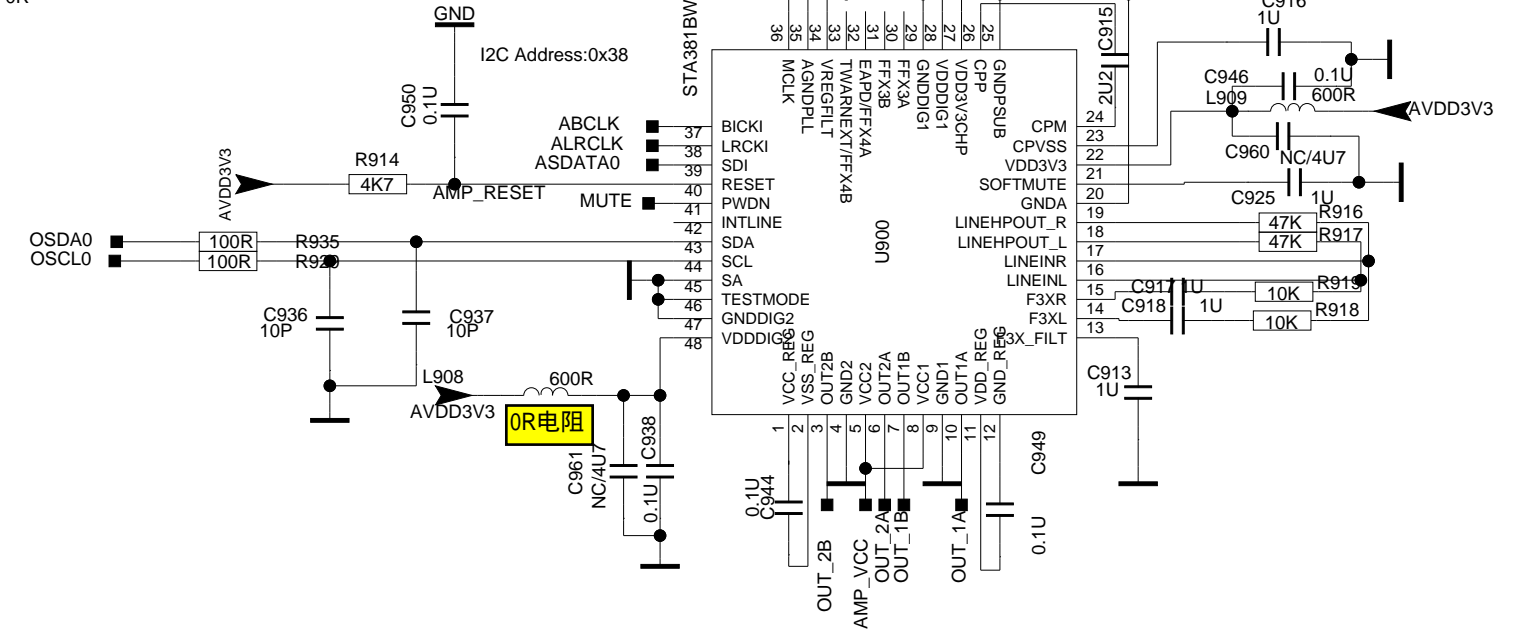 0R
GND
I2C Address:0x38
C950
0.1U
R914
4K7
AVDD3V3
AMP_RESET
ABCLK
ALRCLK
ASDATA0
MUTE
OSDA0
OSCL0
100R
100R
R935
C936
10P
C937
10P
L908
600R
AVDD3V3
0R电阻
C961
NC/4U7
C938
0.1U
STA381BW
36
35
34
33
32
31
30
29
28
27
26
25
MCLK
AGNDPLL
VREGFILT
TWARNEXT/FFX4B
EAPD/FFX4A
FFX3B
FFX3A
GNDDIG1
VDDDIG1
VDD3V3CHP
CPP
GNDPSUB
37
38
39
40
41
42
43
44
45
46
47
48
BICKI
LRCKI
SDI
RESET
PWDN
INTLINE
SDA
SCL
SA
TESTMODE
GNDDIG2
VDDDIG2
U900
CPM
CPVSS
VDD3V3
SOFTMUTE
GNDA
LINEHPOUT_R
LINEHPOUT_L
LINEINR
LINEINL
F3XR
F3XL
F3X_FILT
24
23
22
21
20
19
18
17
16
15
14
13
VCC_REG
VSS_REG
OUT2B
GND2
VCC2
OUT2A
OUT1B
VCC1
GND1
OUT1A
VDD_REG
GND_REG
1
2
3
4
5
6
7
8
9
10
11
12
0.1U
C944
OUT_2B
AMP_VCC
OUT_2A
OUT_1B
OUT_1A
C949
0.1U
C915
2U2
C916
1U
C946
0.1U
L909
600R
AVDD3V3
C960
NC/4U7
C925
1U
47K
R916
47K
R917
C917
1U
R919
10K
C918
1U
R918
10K
C913
1U